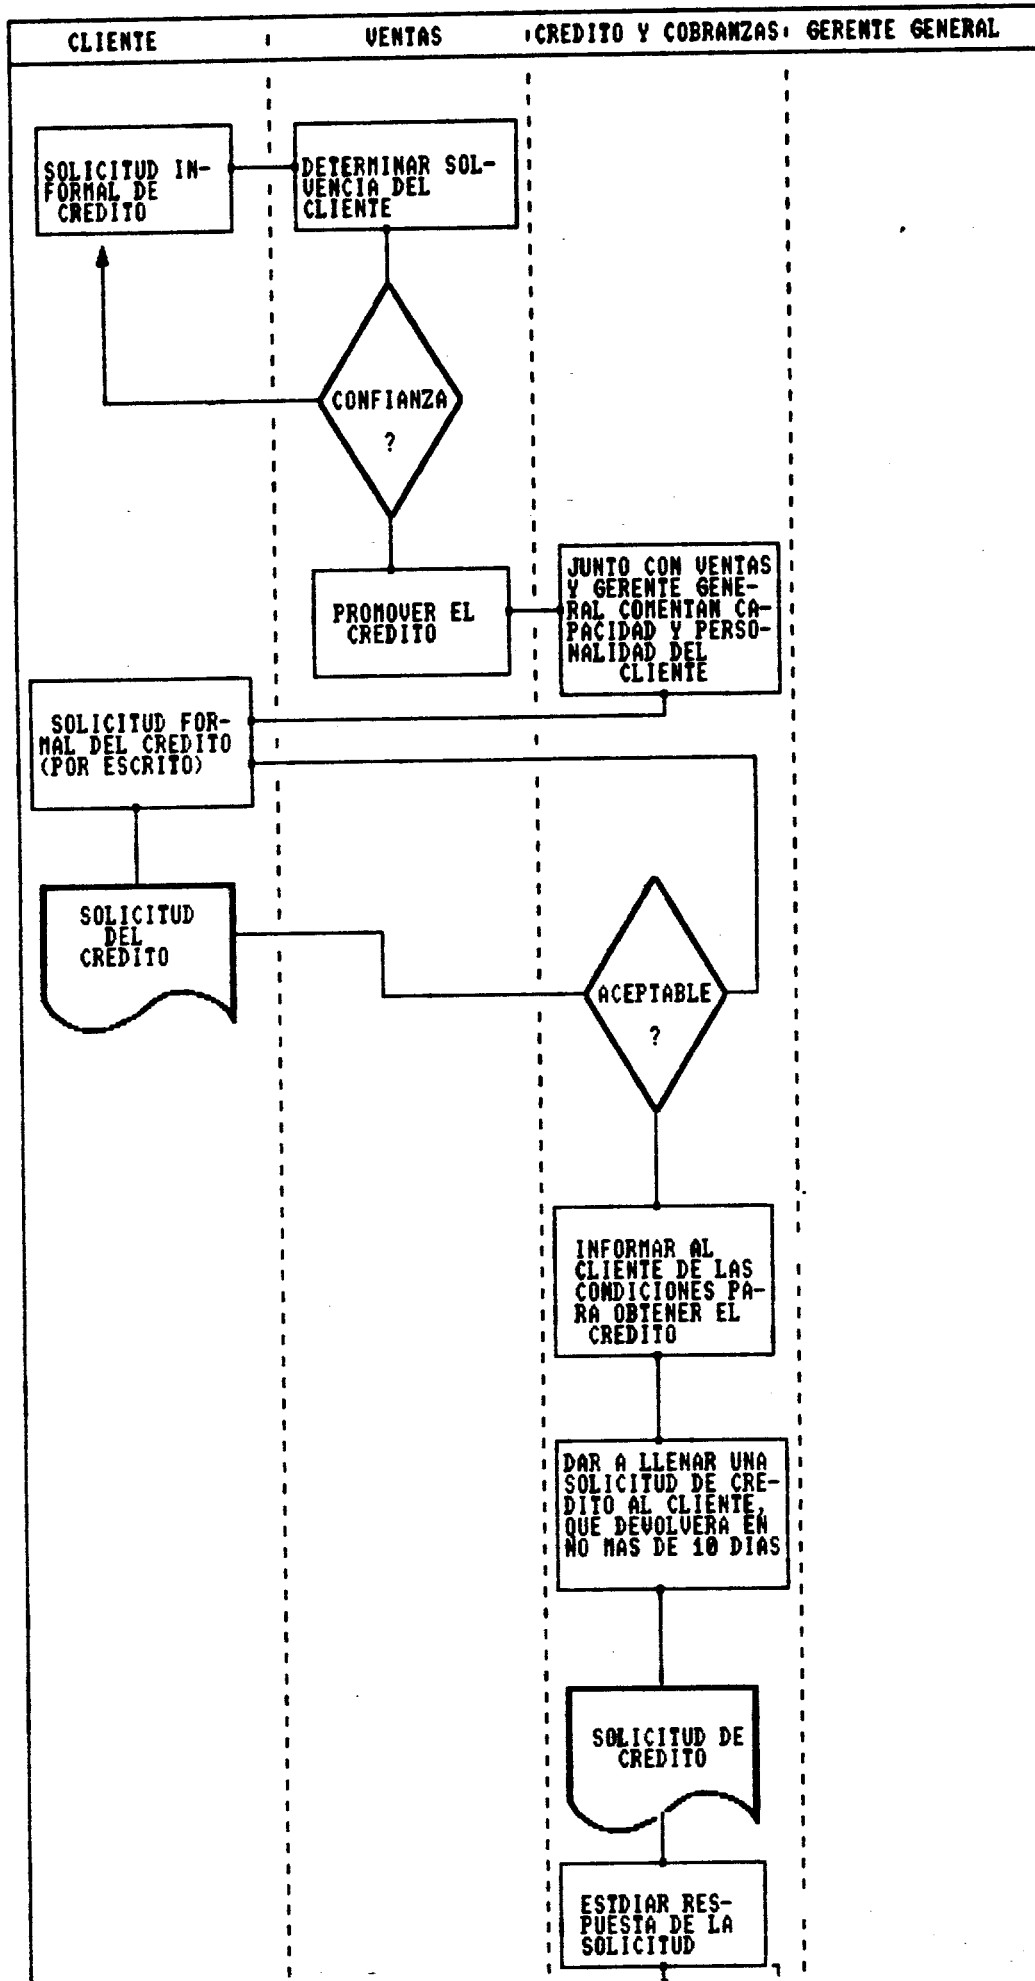 CLIENTE
VENTAS
CREDITO Y COBRANZAS
GERENTE GENERAL
SOLICITUD IN-
FORMAL DE
CREDITO
DETERMINAR SOL-
VENCIA DEL
CLIENTE
CONFIANZA
?
PROMOVER EL
CREDITO
JUNTO CON VENTAS
Y GERENTE GENE-
RAL COMENTAN CA-
PACIDAD Y PERSO-
NALIDAD DEL
CLIENTE
SOLICITUD FOR-
MAL DEL CREDITO
(POR ESCRITO)
SOLICITUD
DEL
CREDITO
ACEPTABLE
?
INFORMAR AL
CLIENTE DE LAS
CONDICIONES PA-
RA OBTENER EL
CREDITO
DAR A LLENAR UNA
SOLICITUD DE CRE-
DITO AL CLIENTE,
QUE DEVOLVERA EN
NO MAS DE 10 DIAS
SOLICITUD DE
CREDITO
ESTDIAR RES-
PUESTA DE LA
SOLICITUD